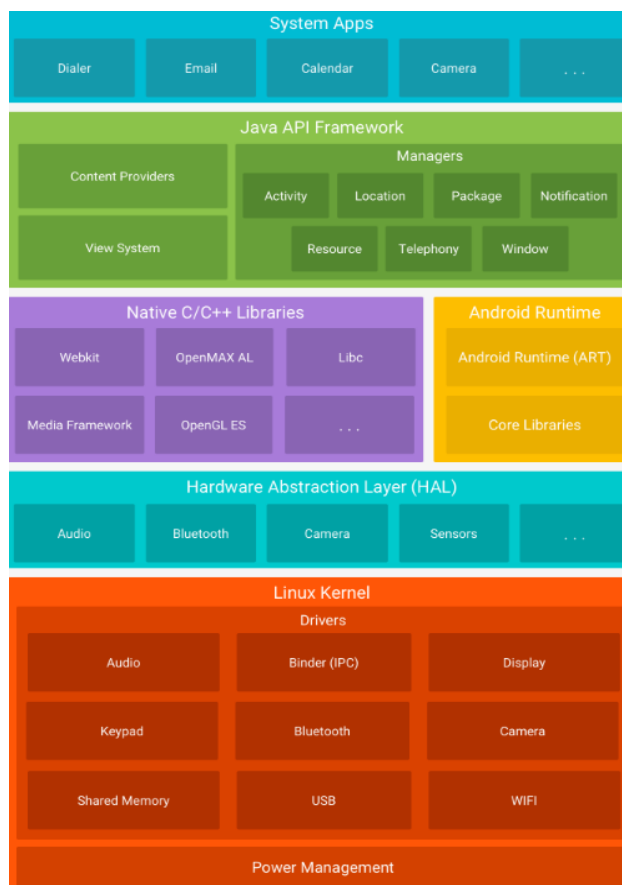 System Apps
Dialer Email Calendar Camera . . .
Java API Framework
Content Providers
View System
Managers
Activity Location Package Notification
Resource Telephony Window
Native C/C++ Libraries
Webkit OpenMAX AL Libc
Media Framework OpenGL ES . . .
Android Runtime
Android Runtime (ART)
Core Libraries
Hardware Abstraction Layer (HAL)
Audio Bluetooth Camera Sensors . . .
Linux Kernel
Drivers
Audio Binder (IPC) Display
Keypad Bluetooth Camera
Shared Memory USB WIFI
Power Management